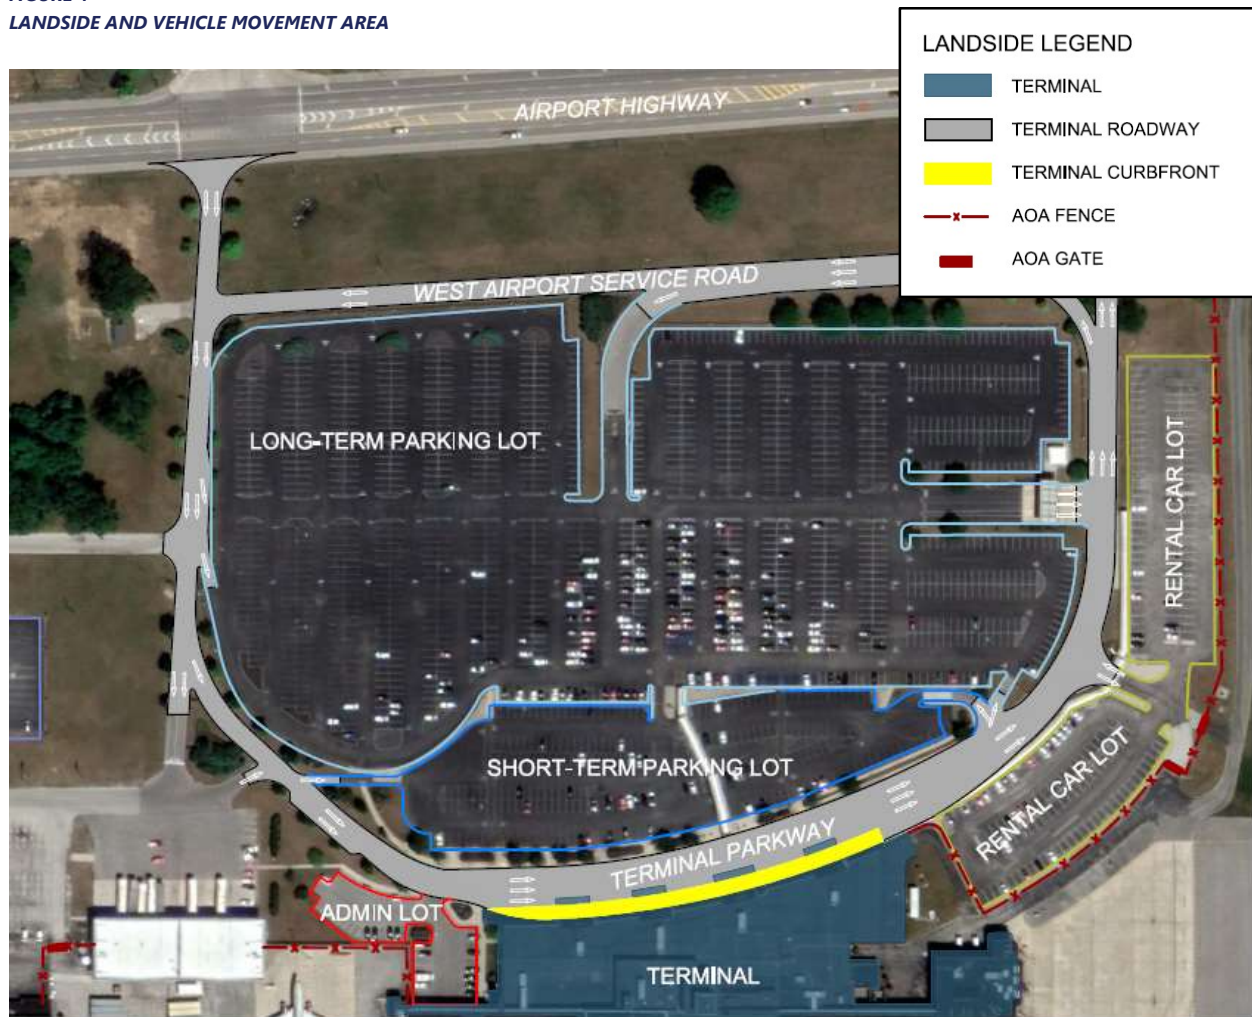 LANDSIDE AND VEHICLE MOVEMENT AREA
LANDSIDE LEGEND
TERMINAL
TERMINAL ROADWAY
TERMINAL CURBFRONT
AOA FENCE
AOA GATE
AIRPORT HIGHWAY
WEST AIRPORT SERVICE ROAD
LONG-TERM PARKING LOT
RENTAL CAR LOT
SHORT-TERM PARKING LOT
RENTAL CAR LOT
TERMINAL PARKWAY
ADMIN LOT
TERMINAL